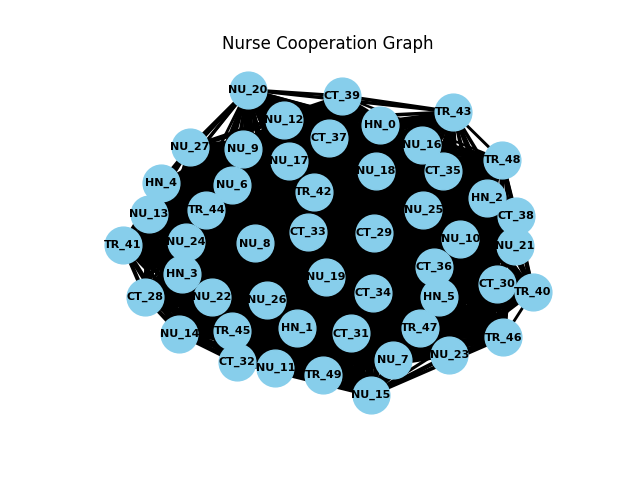 Nurse Cooperation Graph
NU_20
CT_39
TR_43
NU_12
HN_0
CT_37
NU_16
NU_27
NU_9
NU_17
TR_48
NU_18
CT_35
HN_4
NU_6
TR_42
HN_2
NU_13
TR_44
NU_25
CT_38
TR_41
NU_24
NU_8
CT_33
CT_29
NU_10
NU_21
HN_3
NU_19
CT_36
CT_28
NU_22
NU_26
CT_34
HN_5
CT_30
TR_40
NU_14
TR_45
HN_1
CT_31
TR_47
TR_46
CT_32
NU_11
TR_49
NU_7
NU_23
NU_15